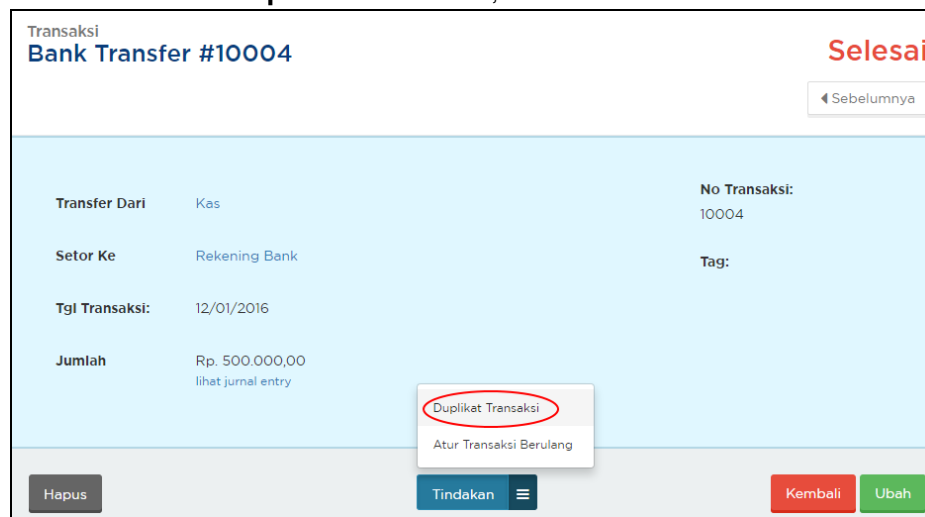 Transaksi
Bank Transfer #10004
Selesai
Sebelumnya
Transfer Dari Kas
No Transaksi:
10004
Setor Ke Rekening Bank
Tag:
Tgl Transaksi: 12/01/2016
Jumlah Rp. 500.000,00
lihat jurnal entry
Duplikat Transaksi
Atur Transaksi Berulang
Hapus
Tindakan
Kembali
Ubah